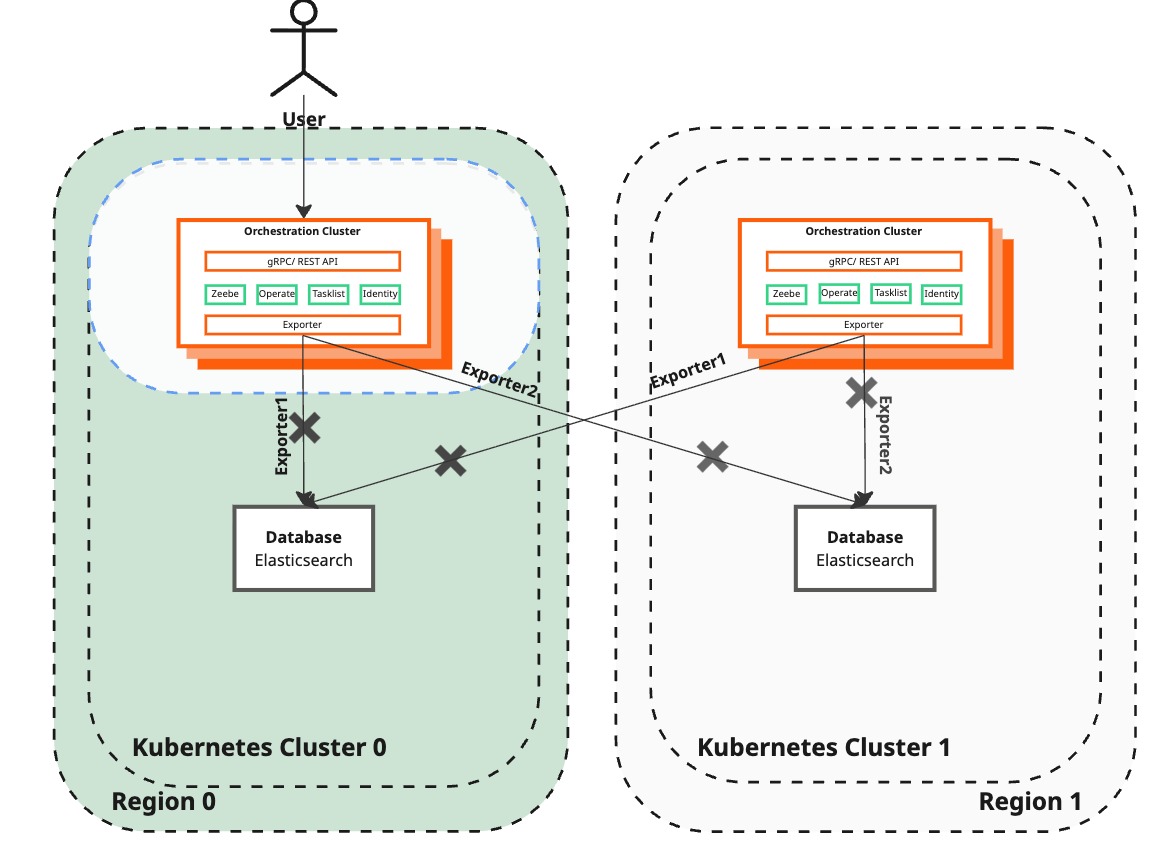 User
Orchestration Cluster
gRPC/ REST API
Zeebe
Operate
Tasklist
Identity
Exporter
Exporter1
Exporter2
Database
Elasticsearch
Kubernetes Cluster 0
Region 0
Orchestration Cluster
gRPC/ REST API
Zeebe
Operate
Tasklist
Identity
Exporter
Exporter1
Exporter2
Database
Elasticsearch
Kubernetes Cluster 1
Region 1